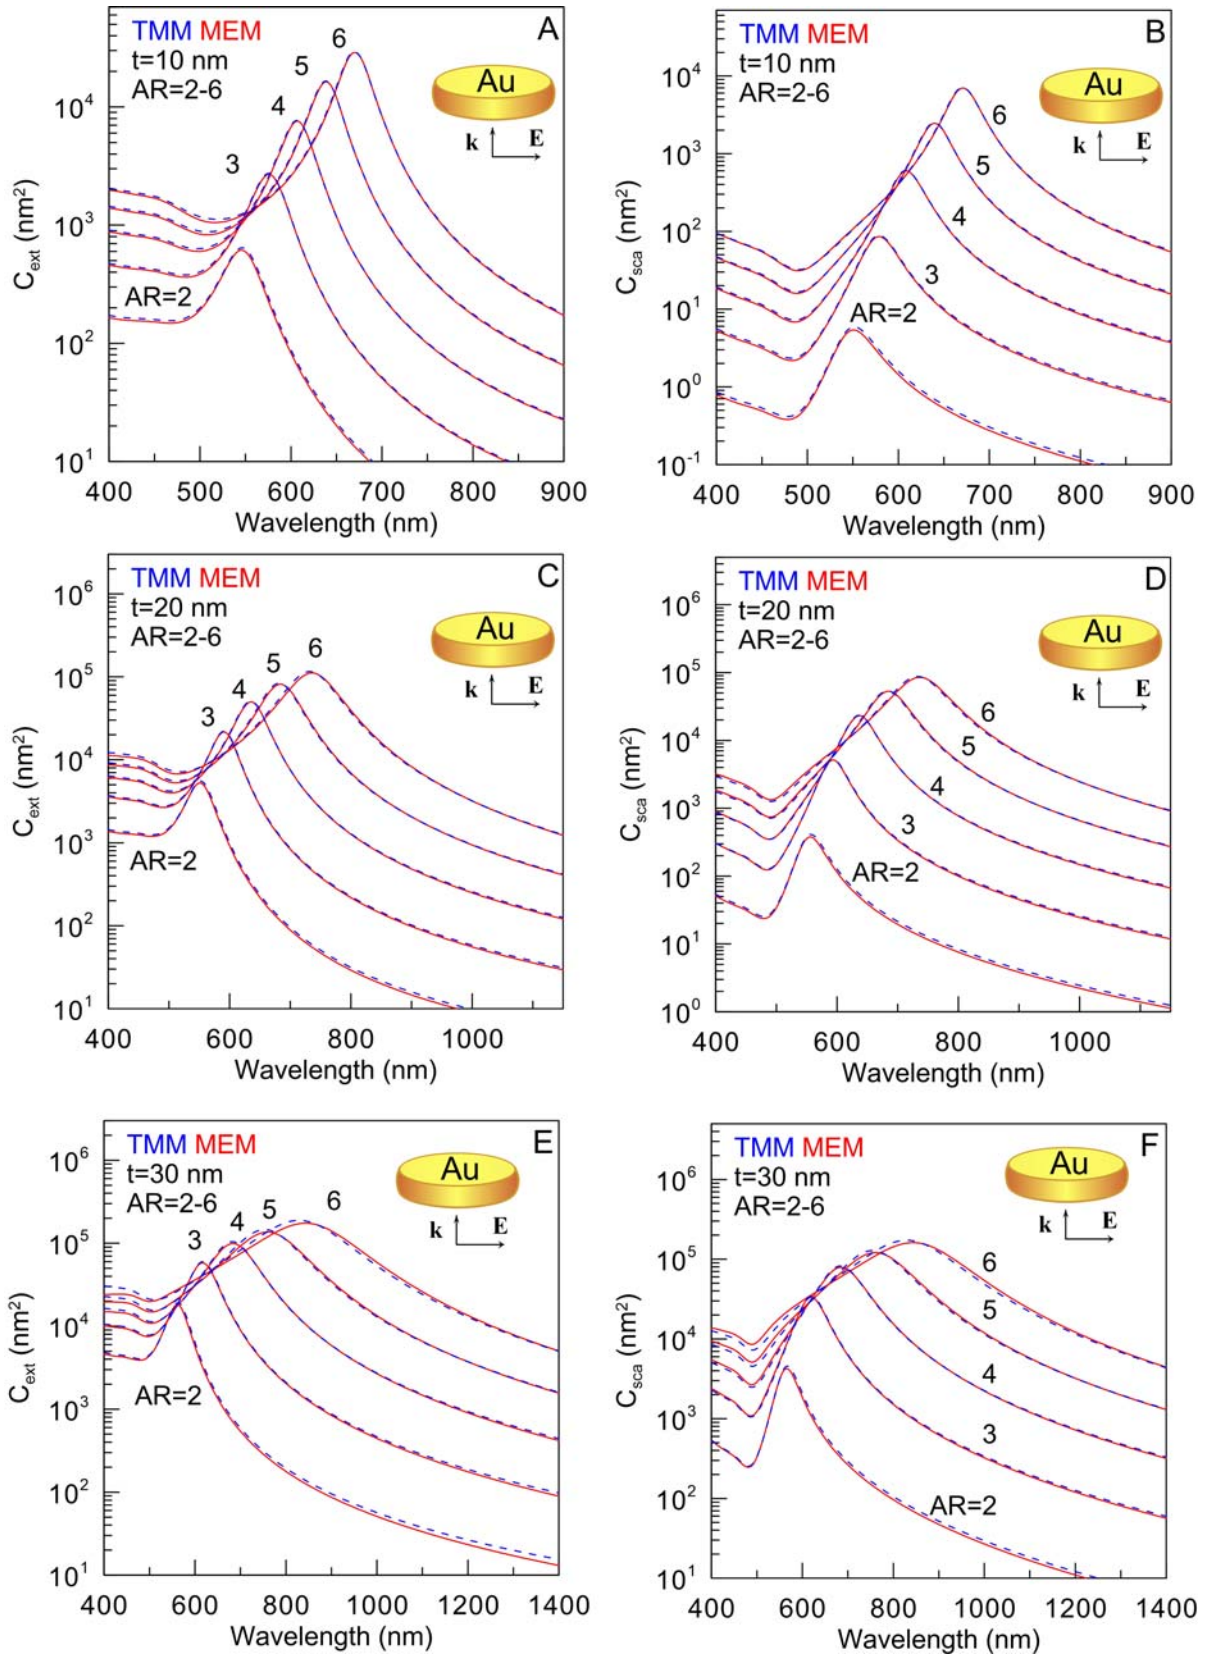 TMM MEM
t=10 nm
AR=2-6
A
Au
k E
3
4
5
6
AR=2
10^4
10^3
10^2
10^1
C_ext (nm^2)
400 500 600 700 800 900
Wavelength (nm)
TMM MEM
t=10 nm
AR=2-6
B
Au
k E
6
5
4
3
AR=2
10^4
10^3
10^2
10^1
10^0
10^-1
C_sca (nm^2)
400 500 600 700 800 900
Wavelength (nm)
TMM MEM
t=20 nm
AR=2-6
C
Au
k E
3
4
5
6
AR=2
10^6
10^5
10^4
10^3
10^2
10^1
C_ext (nm^2)
400 600 800 1000
Wavelength (nm)
TMM MEM
t=20 nm
AR=2-6
D
Au
k E
6
5
4
3
AR=2
10^6
10^5
10^4
10^3
10^2
10^1
10^0
C_sca (nm^2)
400 600 800 1000
Wavelength (nm)
TMM MEM
t=30 nm
AR=2-6
E
Au
k E
3
4
5
6
AR=2
10^6
10^5
10^4
10^3
10^2
10^1
C_ext (nm^2)
400 600 800 1000 1200 1400
Wavelength (nm)
TMM MEM
t=30 nm
AR=2-6
F
Au
k E
6
5
4
3
AR=2
10^6
10^5
10^4
10^3
10^2
10^1
C_sca (nm^2)
400 600 800 1000 1200 1400
Wavelength (nm)